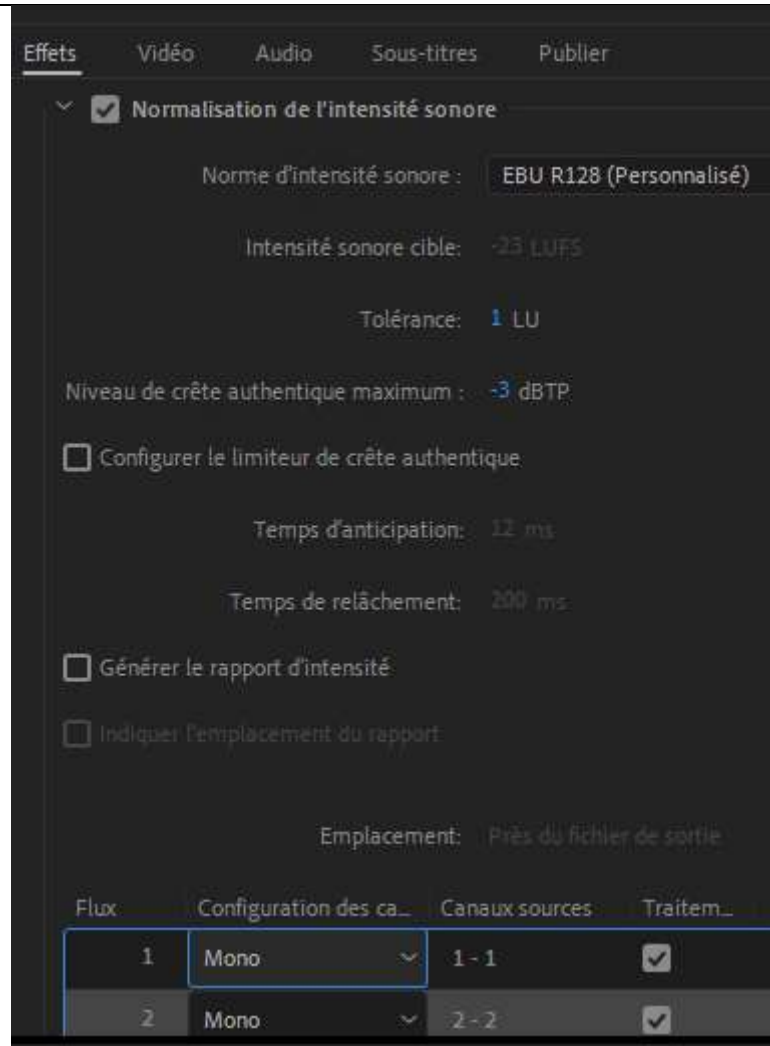 Effets Vidéo Audio Sous-titres Publier
Normalisation de l'intensité sonore
Norme d'intensité sonore : EBU R128 (Personnalisé)
Intensité sonore cible: -23 LUFS
Tolérance: 1 LU
Niveau de crête authentique maximum : -3 dBTP
Configurer le limiteur de crête authentique
Temps d'anticipation: 12 ms
Temps de relâchement: 200 ms
Générer le rapport d'intensité
Indiquer l'emplacement du rapport
Emplacement: Près du fichier de sortie
Flux Configuration des ca... Canaux sources Traitem...
1 Mono 1 - 1
2 Mono 2 - 2